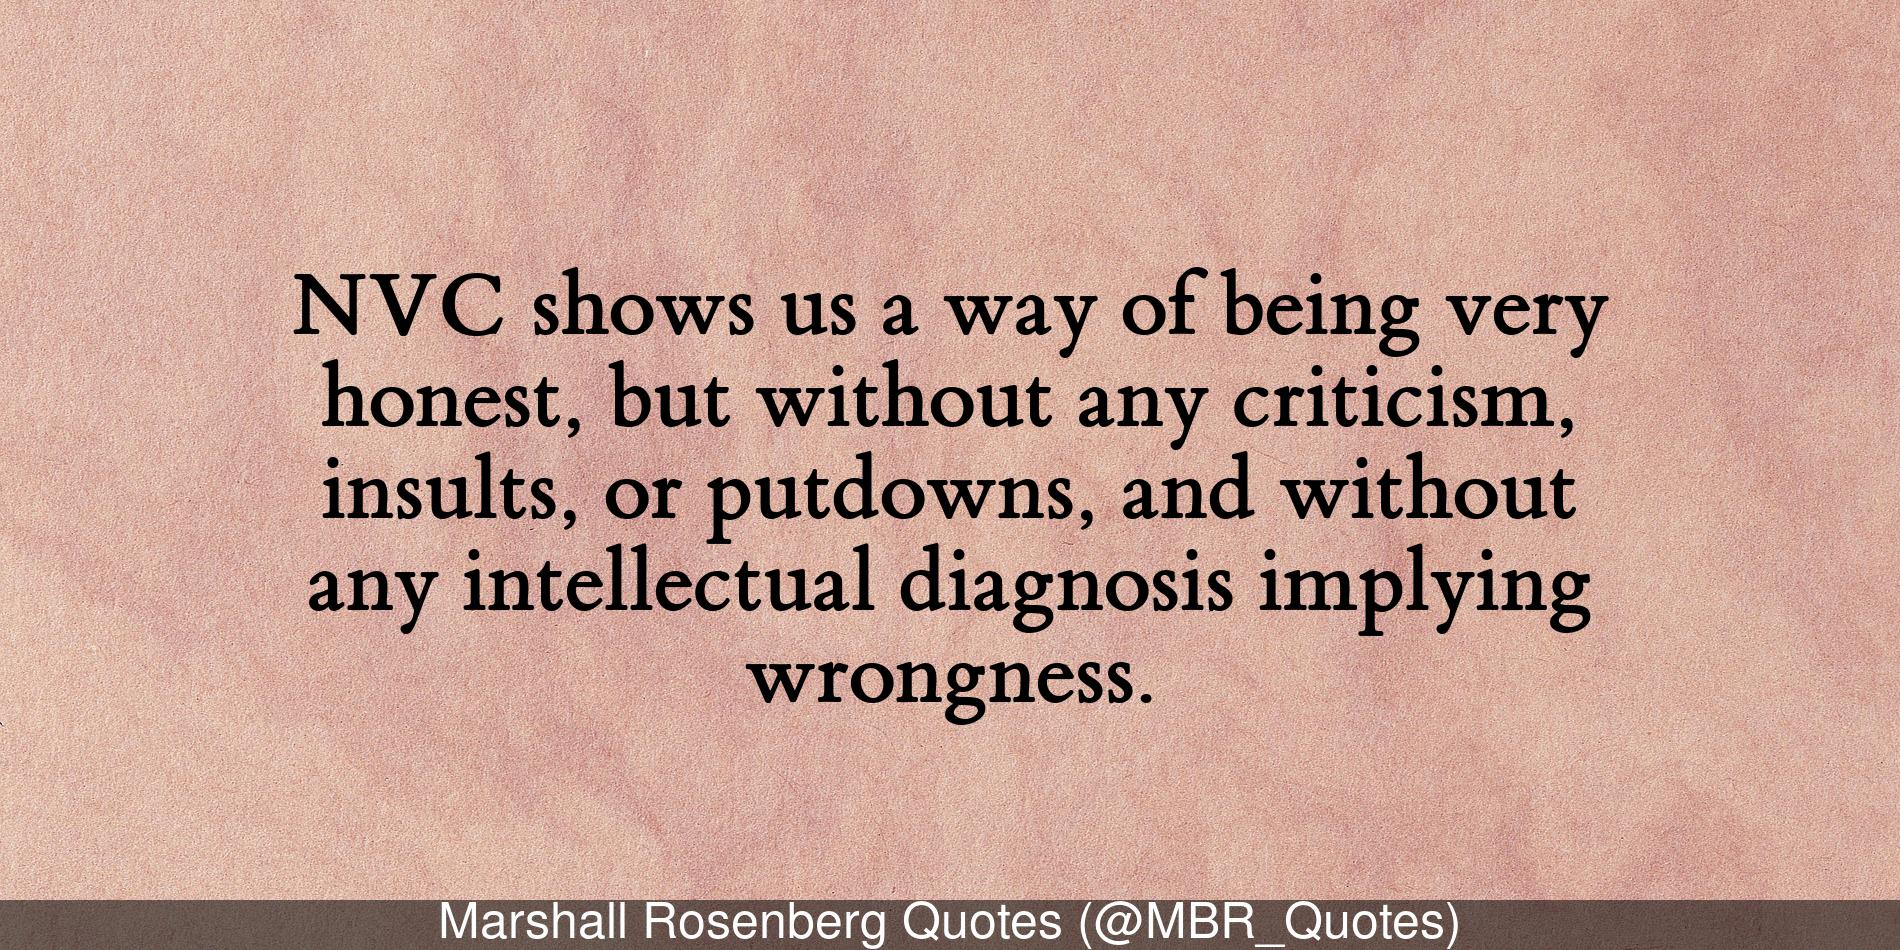 NVC shows us a way of being very
honest, but without any criticism,
insults, or putdowns, and without
any intellectual diagnosis implying
wrongness.
Marshall Rosenberg Quotes (@MBR_Quotes)